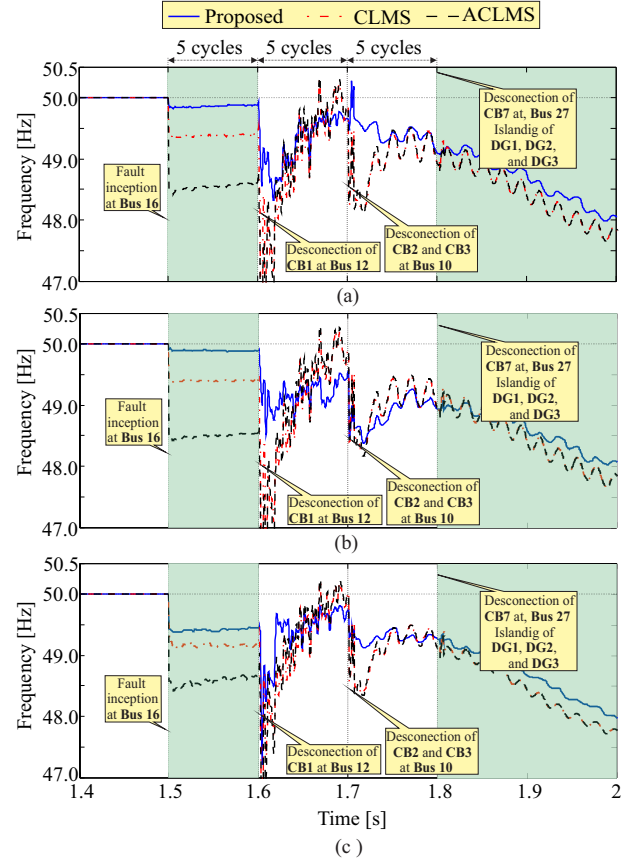 Proposed CLMS ACLMS
5 cycles 5 cycles 5 cycles
50.5
50.0
49.0
48.0
47.0
Frequency [Hz]
Fault
inception
at Bus 16
Desconection of
CB1 at Bus 12
Desconection of
CB2 and CB3
at Bus 10
Desconection of
CB7 at, Bus 27
Islandig of
DG1, DG2,
and DG3
(a)
50.5
50.0
49.0
48.0
47.0
Frequency [Hz]
Fault
inception
at Bus 16
Desconection of
CB1 at Bus 12
Desconection of
CB2 and CB3
at Bus 10
Desconection of
CB7 at, Bus 27
Islandig of
DG1, DG2,
and DG3
(b)
50.5
50.0
49.0
48.0
47.0
Frequency [Hz]
Fault
inception
at Bus 16
Desconection of
CB1 at Bus 12
Desconection of
CB2 and CB3
at Bus 10
Desconection of
CB7 at, Bus 27
Islandig of
DG1, DG2,
and DG3
1.4 1.5 1.6 1.7 1.8 1.9 2
Time [s]
(c )